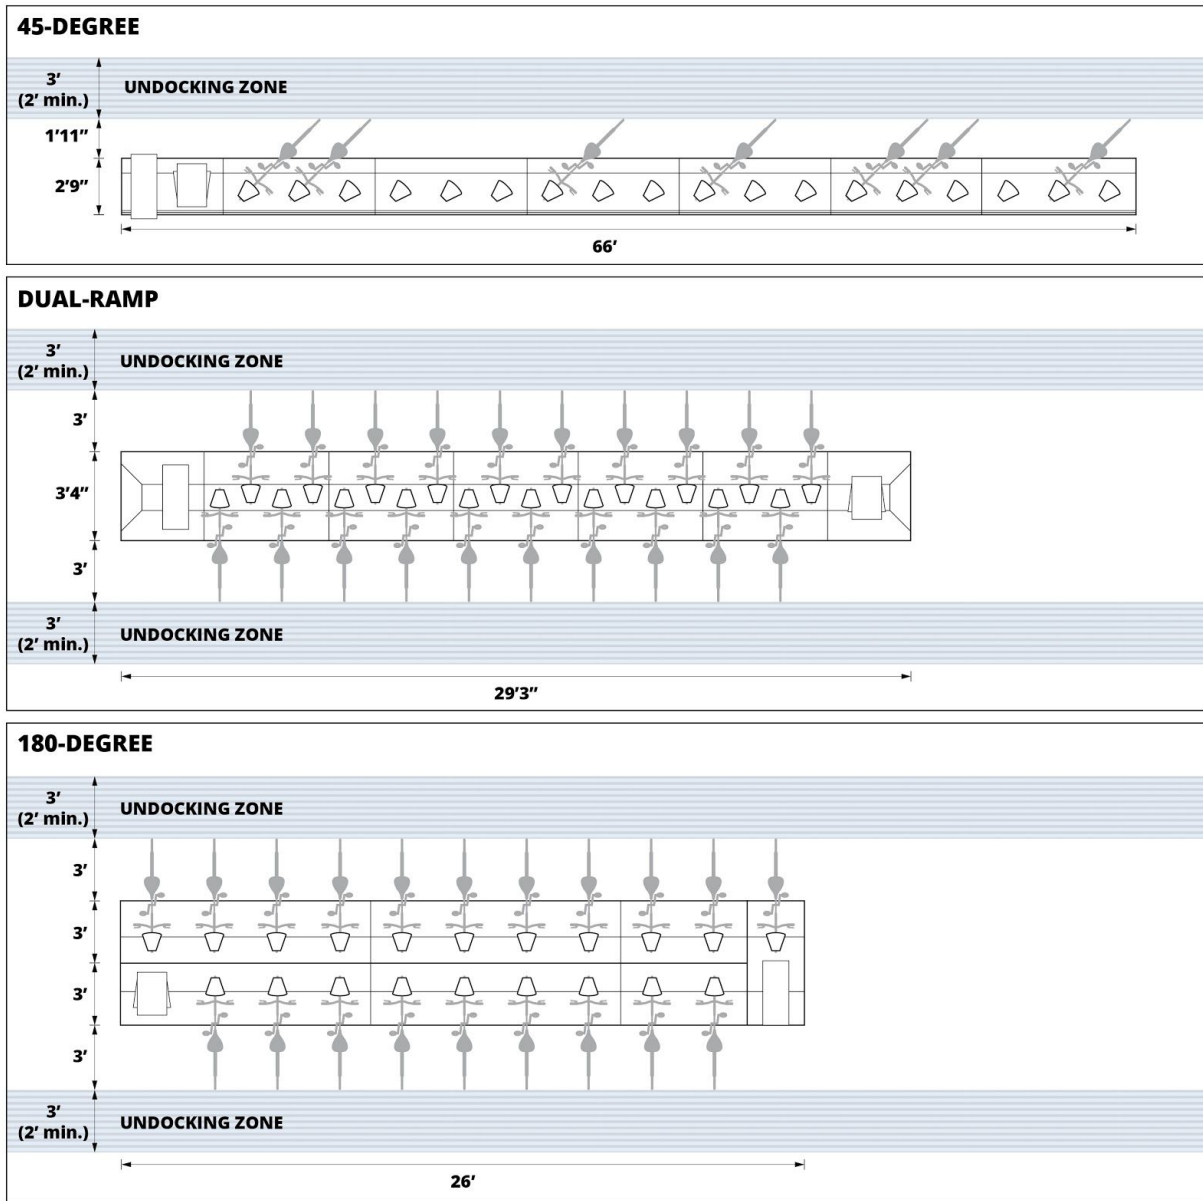 45-DEGREE
3’
(2’ min.)
UNDOCKING ZONE
1’11”
2’9”
66’
DUAL-RAMP
3’
(2’ min.)
UNDOCKING ZONE
3’
3’4”
3’
3’
(2’ min.)
UNDOCKING ZONE
29’3”
180-DEGREE
3’
(2’ min.)
UNDOCKING ZONE
3’
3’
3’
3’
3’
(2’ min.)
UNDOCKING ZONE
26’